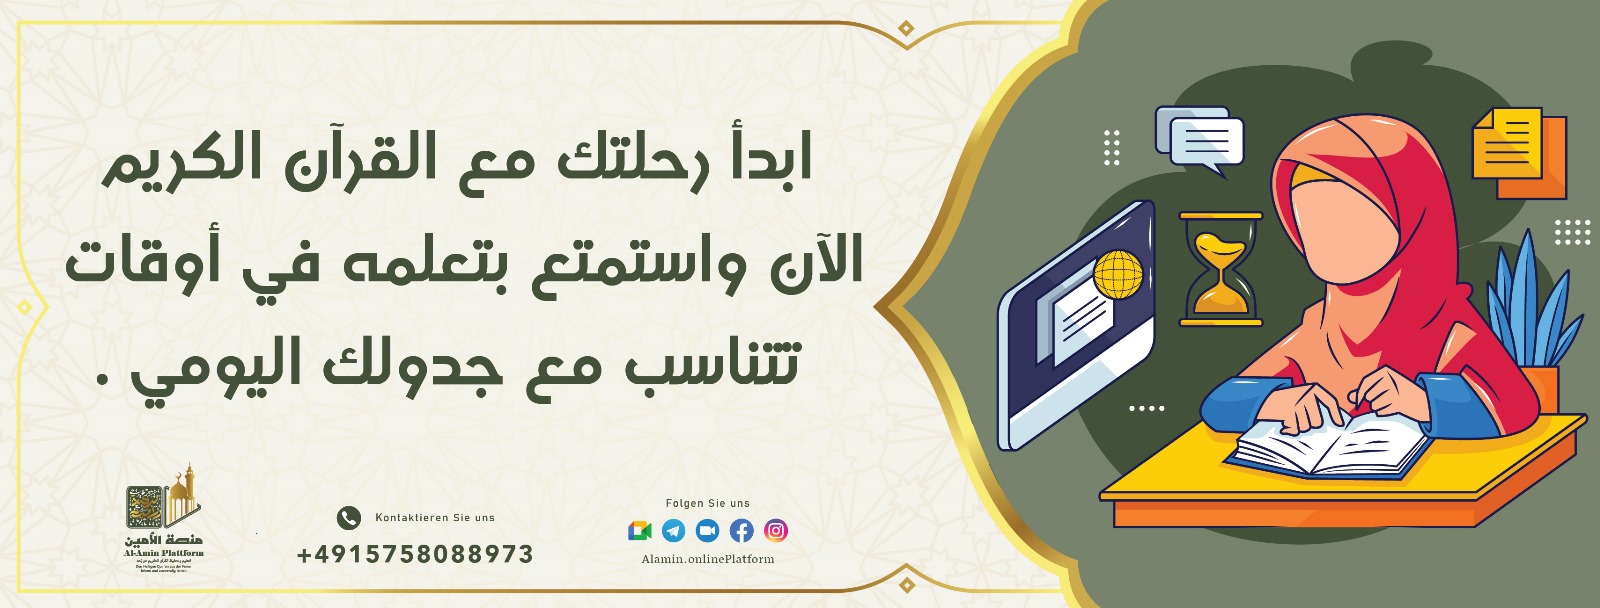 ابدأ رحلتك مع القرآن الكريم
الآن واستمتع بتعلمه في أوقات
تتناسب مع جدولك اليومي .
منصة الأمين
Al-Amin Plattform
Kontaktieren Sie uns
+4915758088973
Folgen Sie uns
Alamin.onlinePlatform